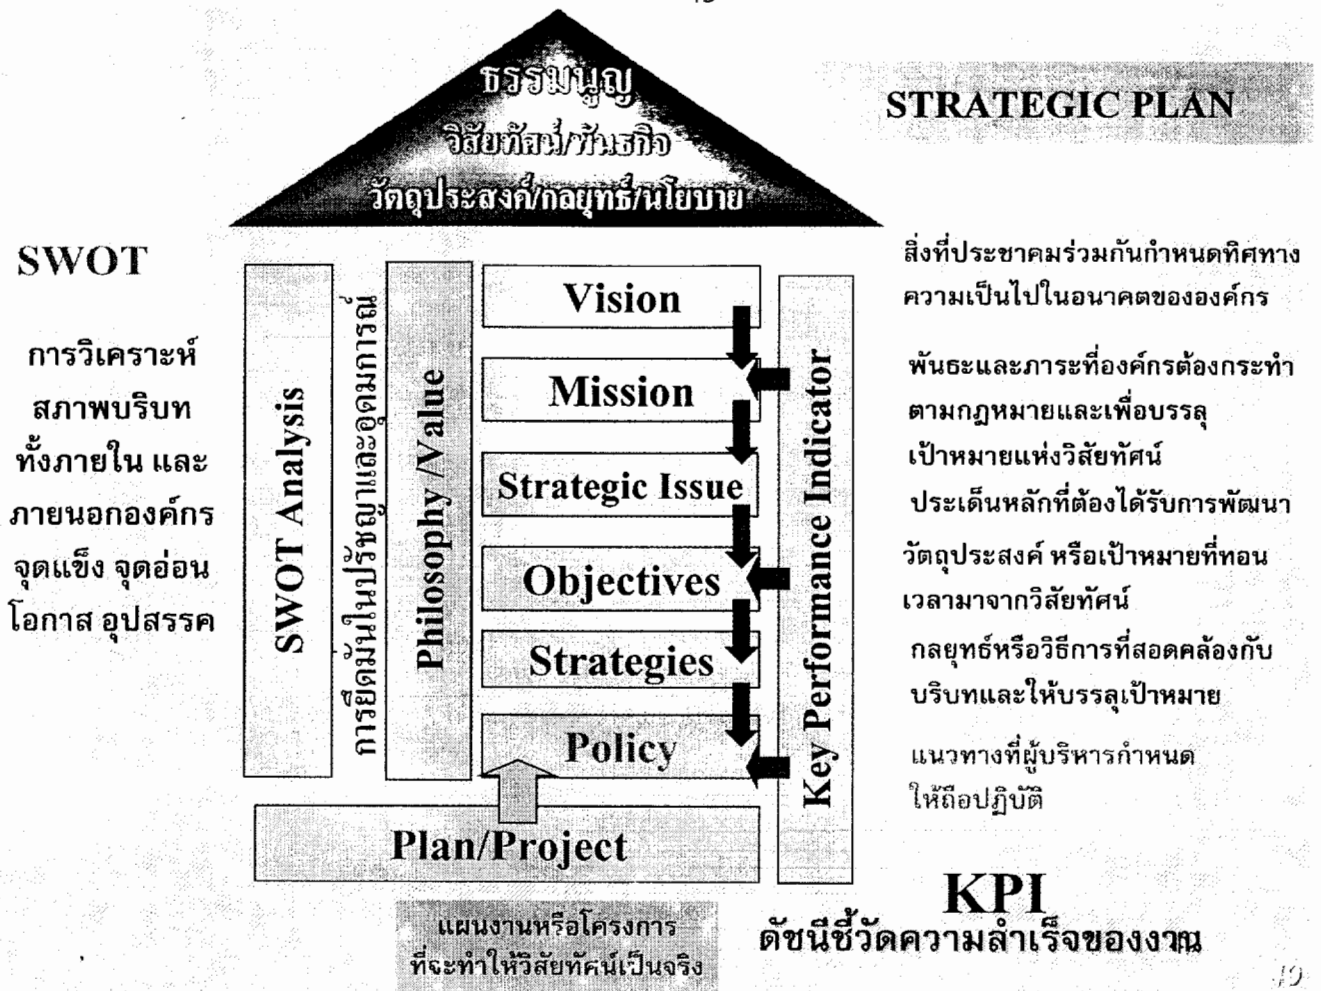 ธรรมนูญ
วิสัยทัศน์/พันธกิจ
วัตถุประสงค์/กลยุทธ์/นโยบาย
STRATEGIC PLAN
SWOT
การวิเคราะห์
สภาพบริบท
ทั้งภายใน และ
ภายนอกองค์กร
จุดแข็ง จุดอ่อน
โอกาส อุปสรรค
SWOT Analysis
การยึดมั่นในปรัชญาและอุดมการณ์
Philosophy /Value
Vision
Mission
Strategic Issue
Objectives
Strategies
Policy
Plan/Project
Key Performance Indicator
สิ่งที่ประชาคมร่วมกันกำหนดทิศทาง
ความเป็นไปในอนาคตขององค์กร
พันธะและภาระที่องค์กรต้องกระทำ
ตามกฎหมายและเพื่อบรรลุ
เป้าหมายแห่งวิสัยทัศน์
ประเด็นหลักที่ต้องได้รับการพัฒนา
วัตถุประสงค์ หรือเป้าหมายที่ทอน
เวลามาจากวิสัยทัศน์
กลยุทธ์หรือวิธีการที่สอดคล้องกับ
บริบทและให้บรรลุเป้าหมาย
แนวทางที่ผู้บริหารกำหนด
ให้ถือปฏิบัติ
แผนงานหรือโครงการ
ที่จะทำให้วิสัยทัศน์เป็นจริง
KPI
ดัชนีชี้วัดความสำเร็จของงาน